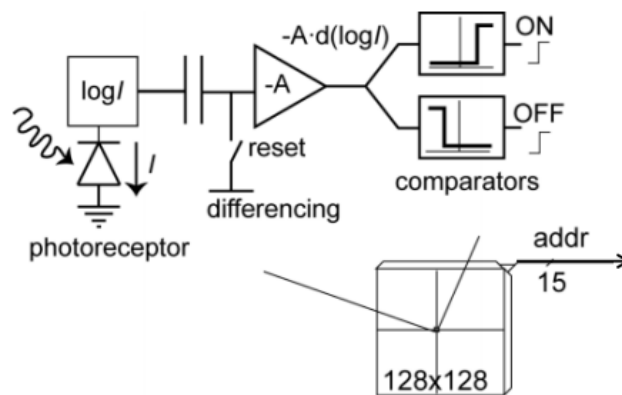 -A·d(logI)
ON
logI
-A
OFF
I
reset
comparators
differencing
photoreceptor
addr
15
128x128